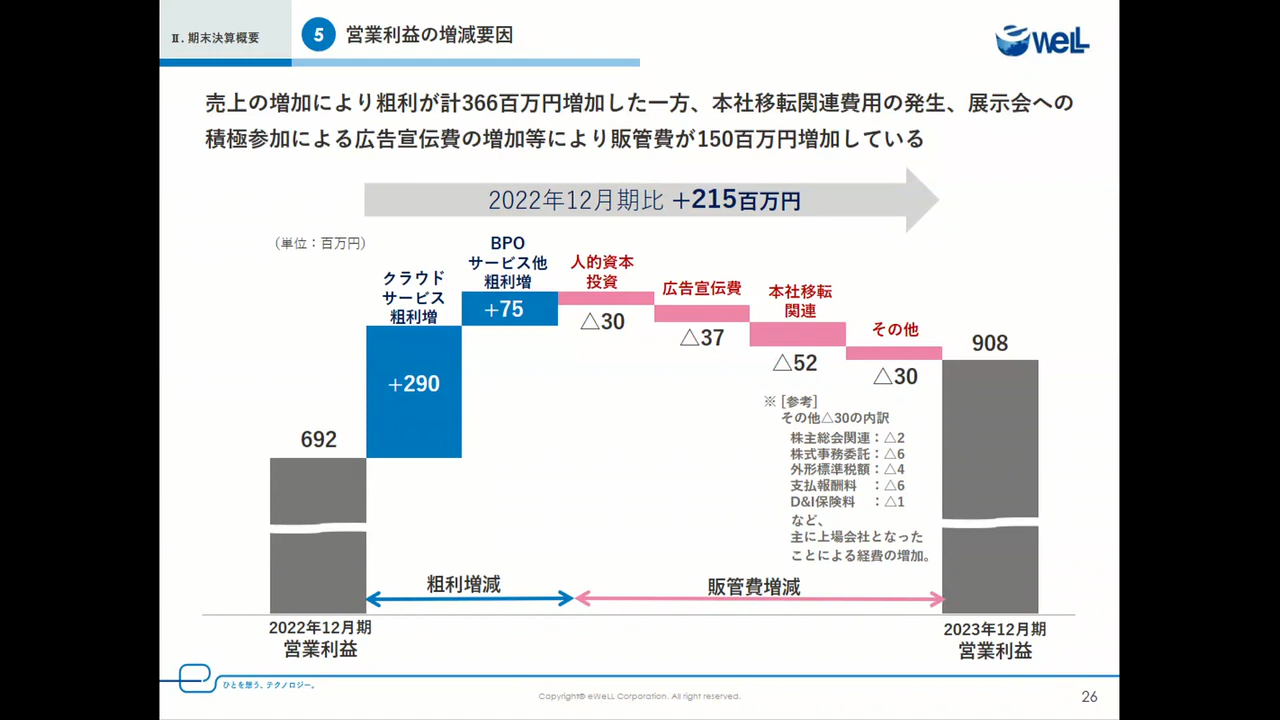 Ⅱ. 期末決算概要
5 営業利益の増減要因
eWeLL
売上の増加により粗利が計366百万円増加した一方、本社移転関連費用の発生、展示会への
積極参加による広告宣伝費の増加等により販管費が150百万円増加している
2022年12月期比 +215百万円
(単位：百万円)
クラウド
サービス
粗利増
+290
BPO
サービス他
粗利増
+75
人的資本
投資
△30
広告宣伝費
△37
本社移転
関連
△52
その他
△30
692
908
※ [参考]
その他△30の内訳
株主総会関連：△2
株式事務委託：△6
外形標準税額：△4
支払報酬料　：△6
D&I保険料　：△1
など、
主に上場会社となった
ことによる経費の増加。
粗利増減
販管費増減
2022年12月期
営業利益
2023年12月期
営業利益
ひとを想う、テクノロジー。
Copyright© eWeLL Corporation. All right reserved.
26